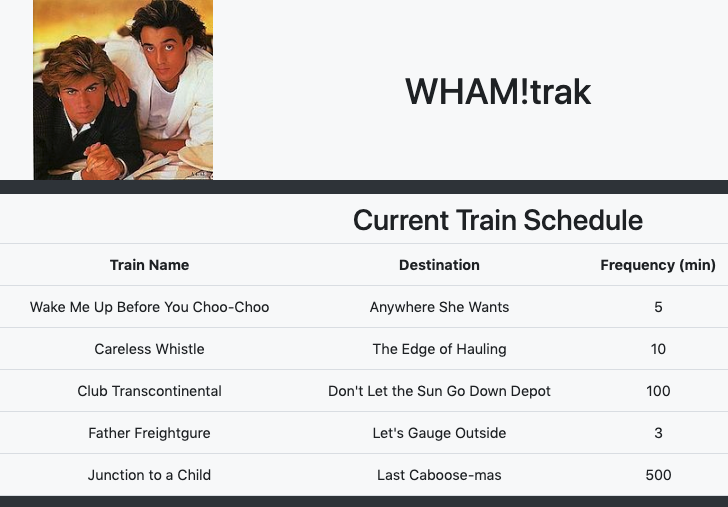 WHAM!trak
Current Train Schedule
Train Name Destination Frequency (min)
Wake Me Up Before You Choo-Choo Anywhere She Wants 5
Careless Whistle The Edge of Hauling 10
Club Transcontinental Don't Let the Sun Go Down Depot 100
Father Freightgure Let's Gauge Outside 3
Junction to a Child Last Caboose-mas 500